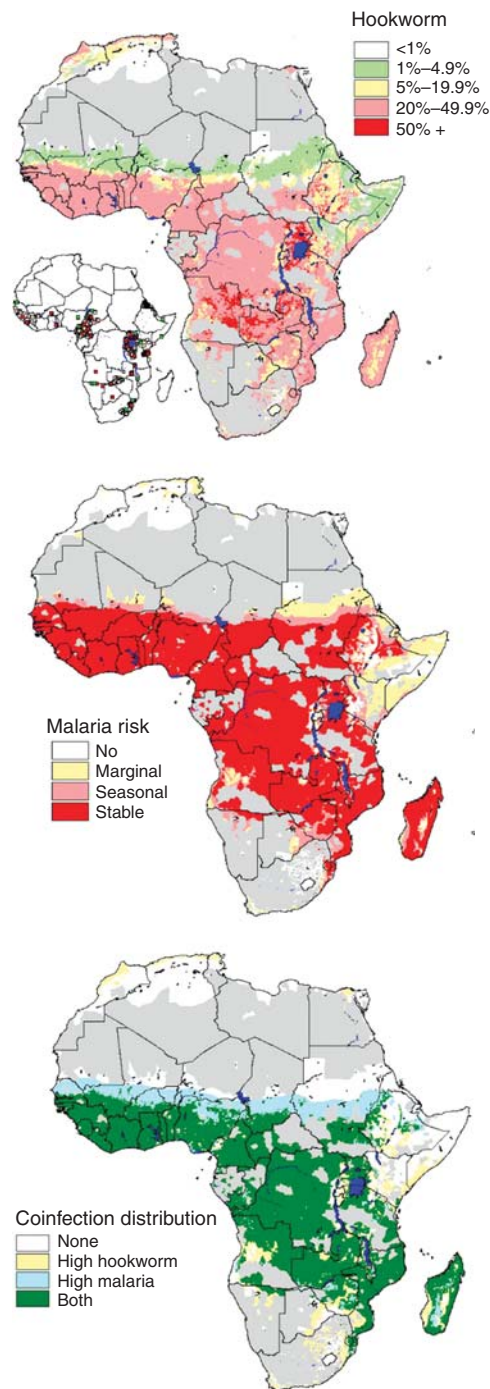 Hookworm
<1%
1%–4.9%
5%–19.9%
20%–49.9%
50% +
Malaria risk
No
Marginal
Seasonal
Stable
Coinfection distribution
None
High hookworm
High malaria
Both